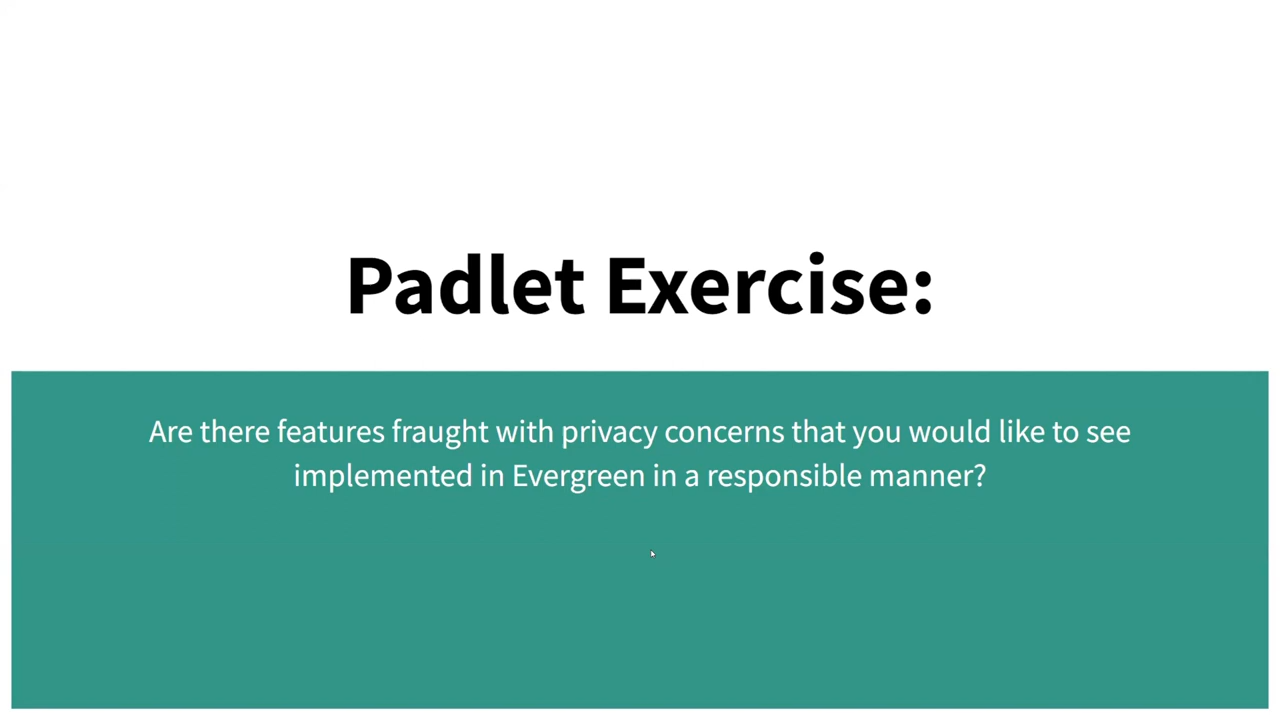 Padlet Exercise:
Are there features fraught with privacy concerns that you would like to see
implemented in Evergreen in a responsible manner?